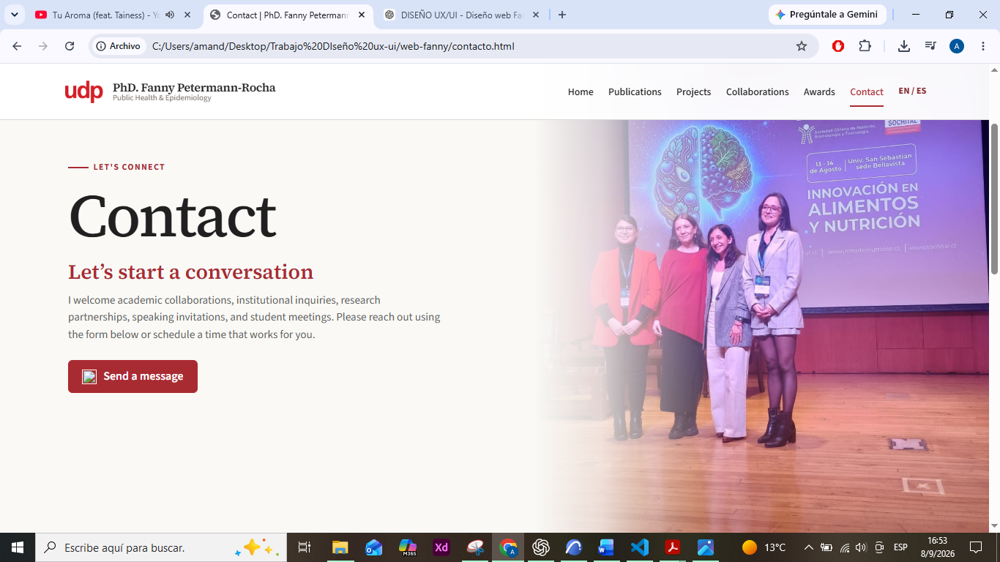 Tu Aroma (feat. Tainess) - Yo
Contact | PhD. Fanny Petermann
DISEÑO UX/UI - Diseño web Fa
Pregúntale a Gemini
Archivo
C:/Users/amand/Desktop/Trabajo%20DIseño%20ux-ui/web-fanny/contacto.html
A
udp
PhD. Fanny Petermann-Rocha
Public Health & Epidemiology
Home
Publications
Projects
Collaborations
Awards
Contact
EN / ES
LET'S CONNECT
Contact
Let’s start a conversation
I welcome academic collaborations, institutional inquiries, research
partnerships, speaking invitations, and student meetings. Please reach out using
the form below or schedule a time that works for you.
Send a message
Sociedad Chilena de Nutrición,
Bromatología y Toxicología
SOCHITAL
13 - 14
de Agosto
Univ. San Sebastián
sede Bellavista
INNOVACIÓN EN
ALIMENTOS
Y NUTRICIÓN
www.jornadasnutricion.cl
www.sochital.cl
Escribe aquí para buscar.
M365
Xd
13°C
ESP
16:53
8/9/2026